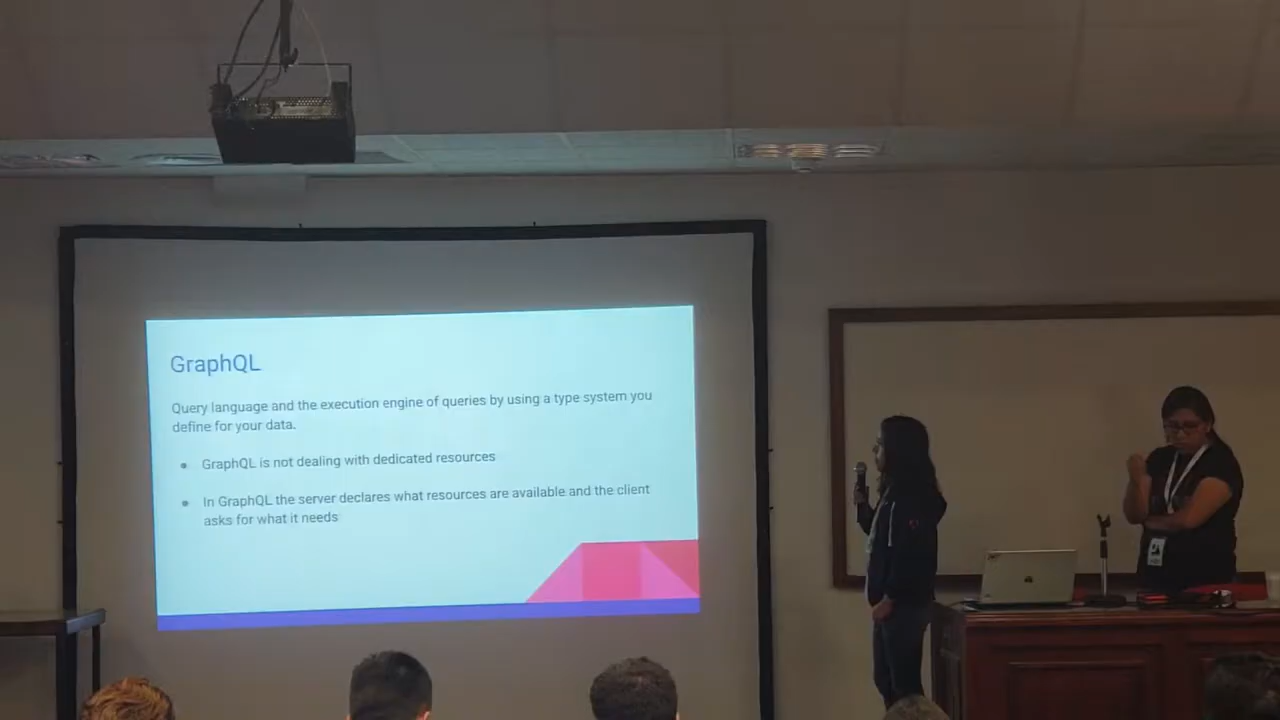 GraphQL
Query language and the execution engine of queries by using a type system you
define for your data.
GraphQL is not dealing with dedicated resources
In GraphQL the server declares what resources are available and the client
asks for what it needs